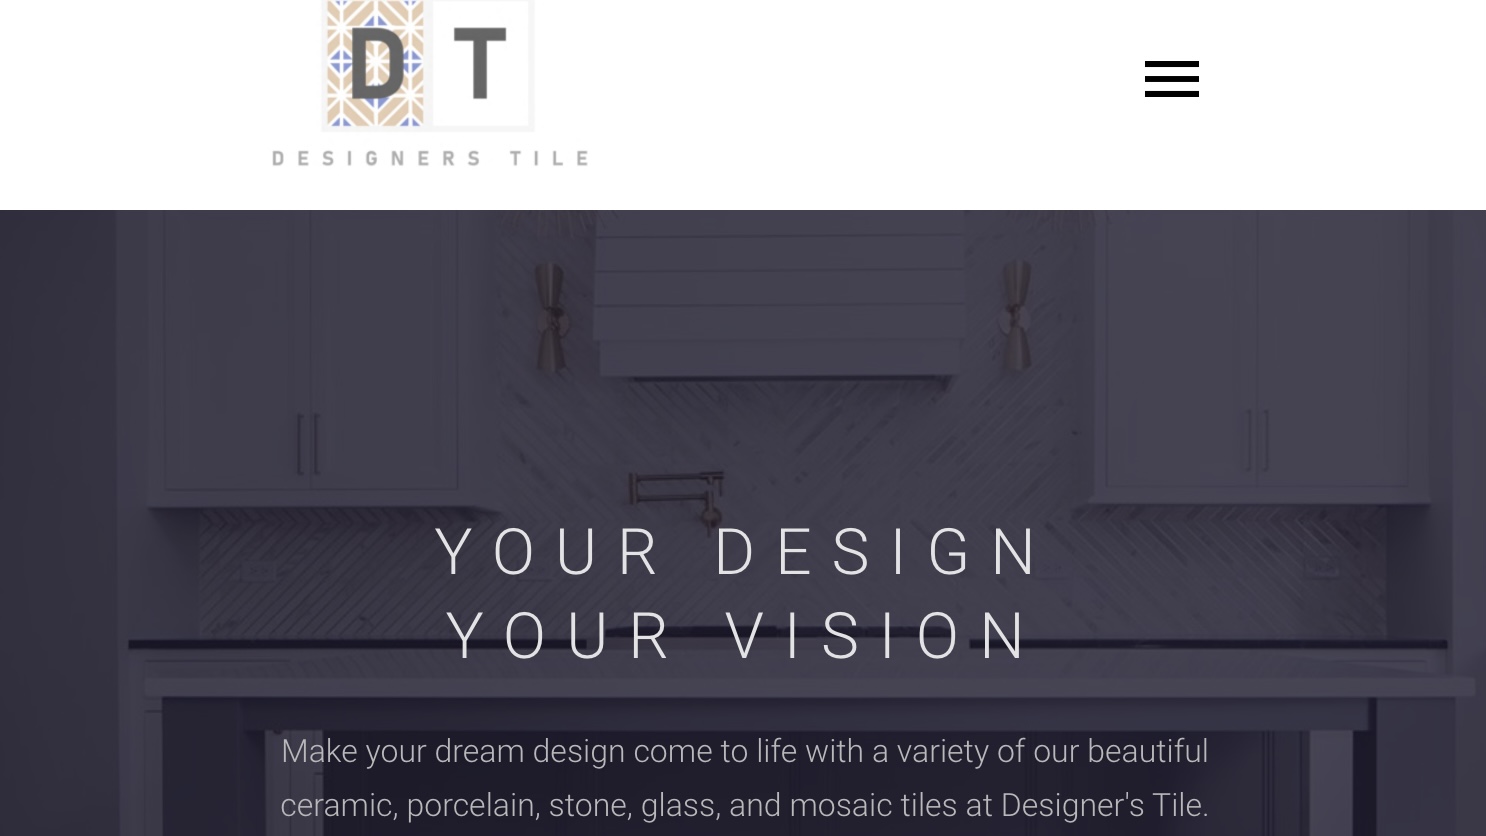 D T
DESIGNERS TILE
YOUR DESIGN
YOUR VISION
Make your dream design come to life with a variety of our beautiful
ceramic, porcelain, stone, glass, and mosaic tiles at Designer's Tile.